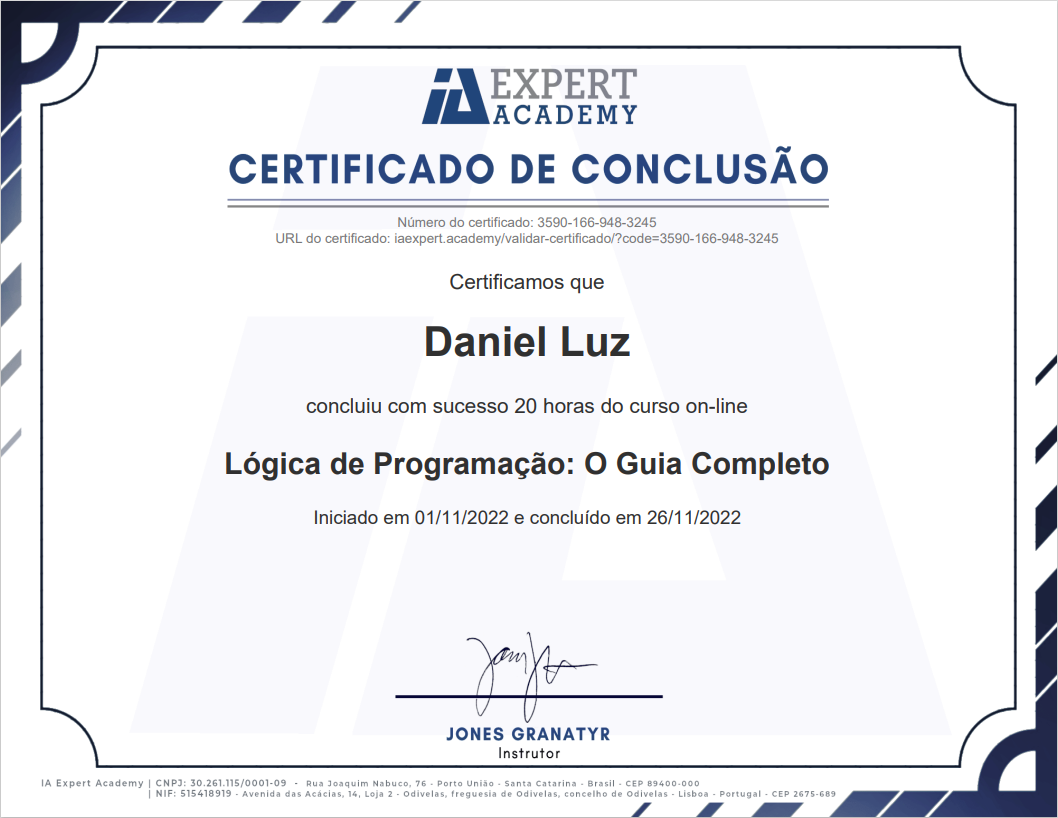 iA EXPERT
ACADEMY
CERTIFICADO DE CONCLUSÃO
Número do certificado: 3590-166-948-3245
URL do certificado: iaexpert.academy/validar-certificado/?code=3590-166-948-3245
Certificamos que
Daniel Luz
concluiu com sucesso 20 horas do curso on-line
Lógica de Programação: O Guia Completo
Iniciado em 01/11/2022 e concluído em 26/11/2022
JONES GRANATYR
Instrutor
IA Expert Academy | CNPJ: 30.261.115/0001-09 - Rua Joaquim Nabuco, 76 - Porto União - Santa Catarina - Brasil - CEP 89400-000
| NIF: 515418919 - Avenida das Acácias, 14, Loja 2 - Odivelas, freguesia de Odivelas, concelho de Odivelas - Lisboa - Portugal - CEP 2675-689